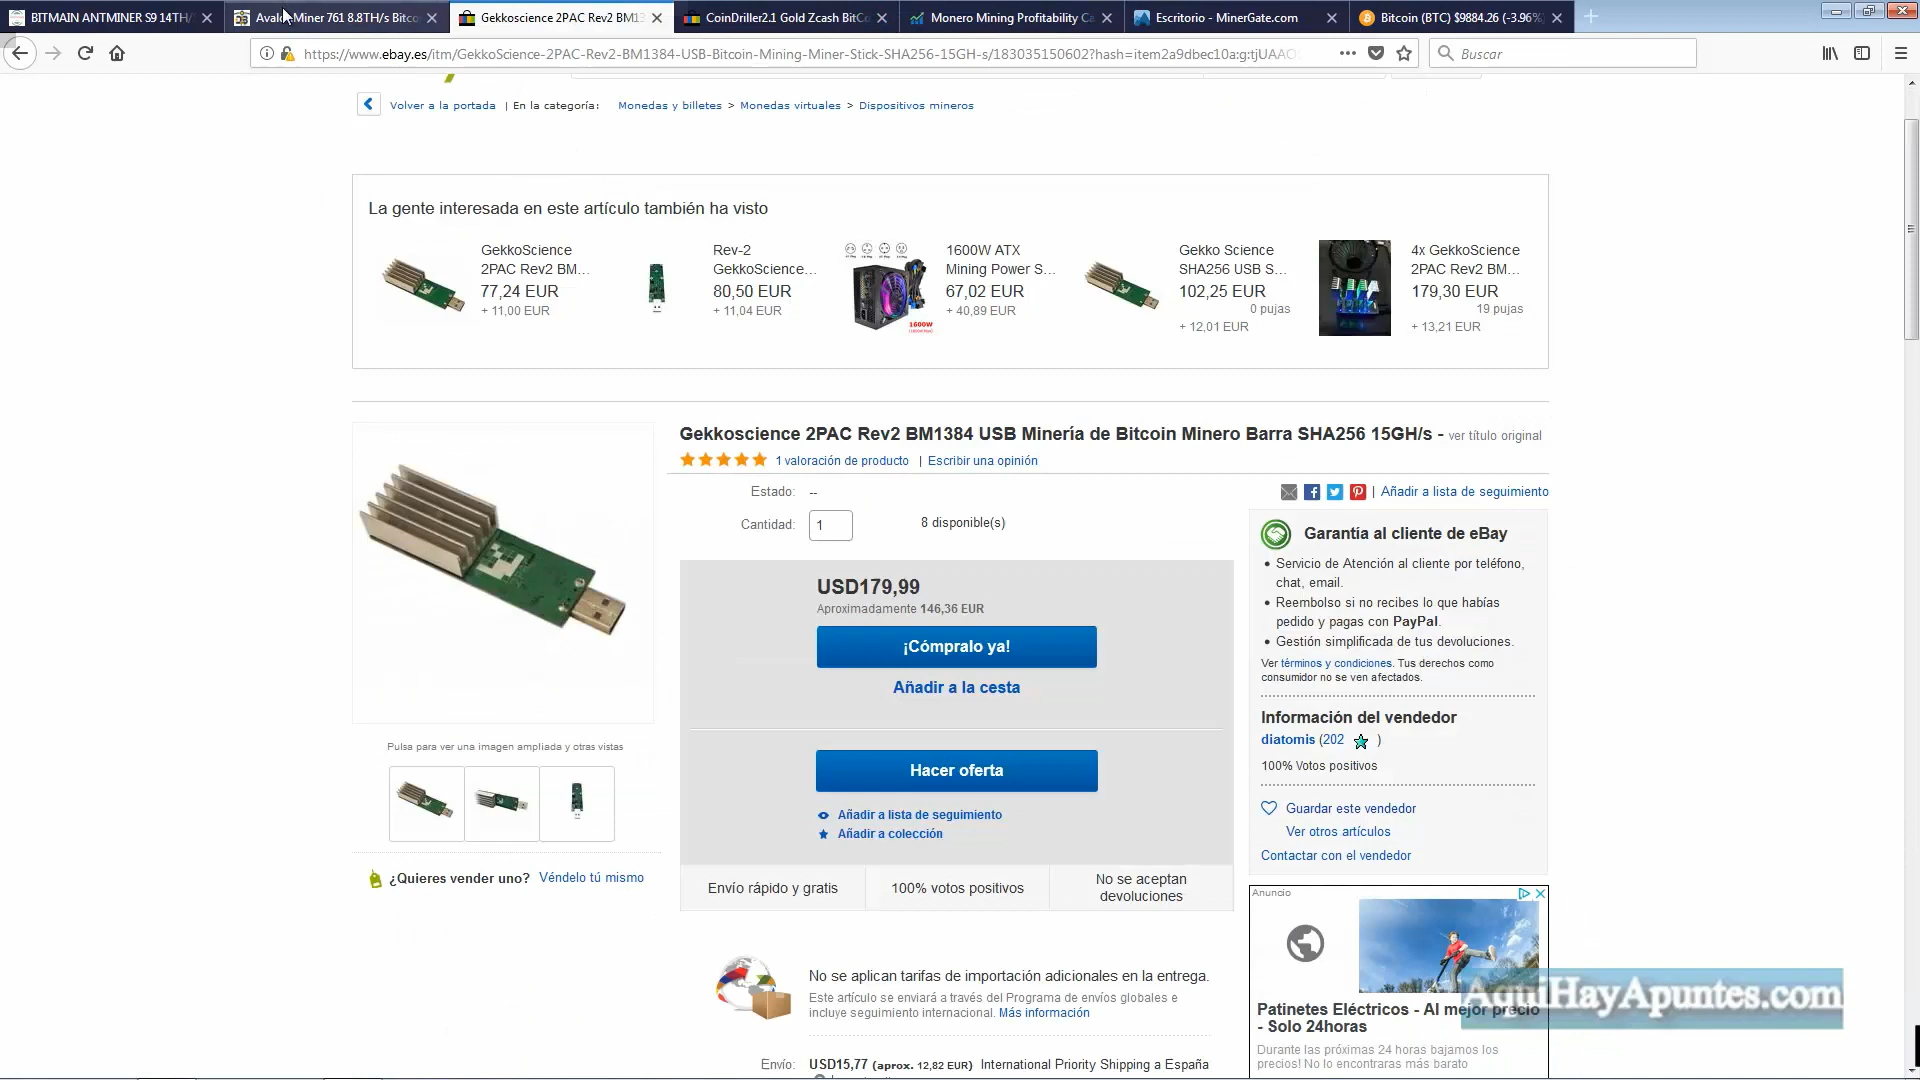 BITMAIN ANTMINER S9 14TH/
Avalon Miner 761 8.8TH/s Bitco
Gekkoscience 2PAC Rev2 BM13
CoinDriller2.1 Gold Zcash BitCo
Monero Mining Profitability Ca
Escritorio - MinerGate.com
Bitcoin (BTC) $9884.26 (-3.96%
https://www.ebay.es/itm/GekkoScience-2PAC-Rev2-BM1384-USB-Bitcoin-Mining-Miner-Stick-SHA256-15GH-s/183035150602?hash=item2a9dbec10a:g:tjUAAO
Buscar
Volver a la portada | En la categoría: Monedas y billetes > Monedas virtuales > Dispositivos mineros
La gente interesada en este artículo también ha visto
GekkoScience
2PAC Rev2 BM...
77,24 EUR
+ 11,00 EUR
Rev-2
GekkoScience...
80,50 EUR
+ 11,04 EUR
1600W
1600W ATX
Mining Power S...
67,02 EUR
+ 40,89 EUR
Gekko Science
SHA256 USB S...
102,25 EUR
0 pujas
+ 12,01 EUR
4x GekkoScience
2PAC Rev2 BM...
179,30 EUR
19 pujas
+ 13,21 EUR
Gekkoscience 2PAC Rev2 BM1384 USB Minería de Bitcoin Minero Barra SHA256 15GH/s - ver título original
1 valoración de producto | Escribir una opinión
Estado: --
Cantidad: 1 8 disponible(s)
| Añadir a lista de seguimiento
USD179,99
Aproximadamente 146,36 EUR
¡Cómpralo ya!
Añadir a la cesta
Hacer oferta
Añadir a lista de seguimiento
Añadir a colección
Envío rápido y gratis
100% votos positivos
No se aceptan
devoluciones
Pulsa para ver una imagen ampliada y otras vistas
¿Quieres vender uno? Véndelo tú mismo
Garantía al cliente de eBay
• Servicio de Atención al cliente por teléfono,
chat, email.
• Reembolso si no recibes lo que habías
pedido y pagas con PayPal.
• Gestión simplificada de tus devoluciones.
Ver términos y condiciones. Tus derechos como
consumidor no se ven afectados.
Información del vendedor
diatomis (202 )
100% Votos positivos
Guardar este vendedor
Ver otros artículos
Contactar con el vendedor
Anuncio
Patinetes Eléctricos - Al mejor precio
- Solo 24horas
Durante las próximas 24 horas bajamos los
precios! No lo encontraras más barato
AquiHayApuntes.com
No se aplican tarifas de importación adicionales en la entrega.
Este artículo se enviará a través del Programa de envíos globales e
incluye seguimiento internacional. Más información
Envío: USD15,77 (aprox. 12,82 EUR) International Priority Shipping a España